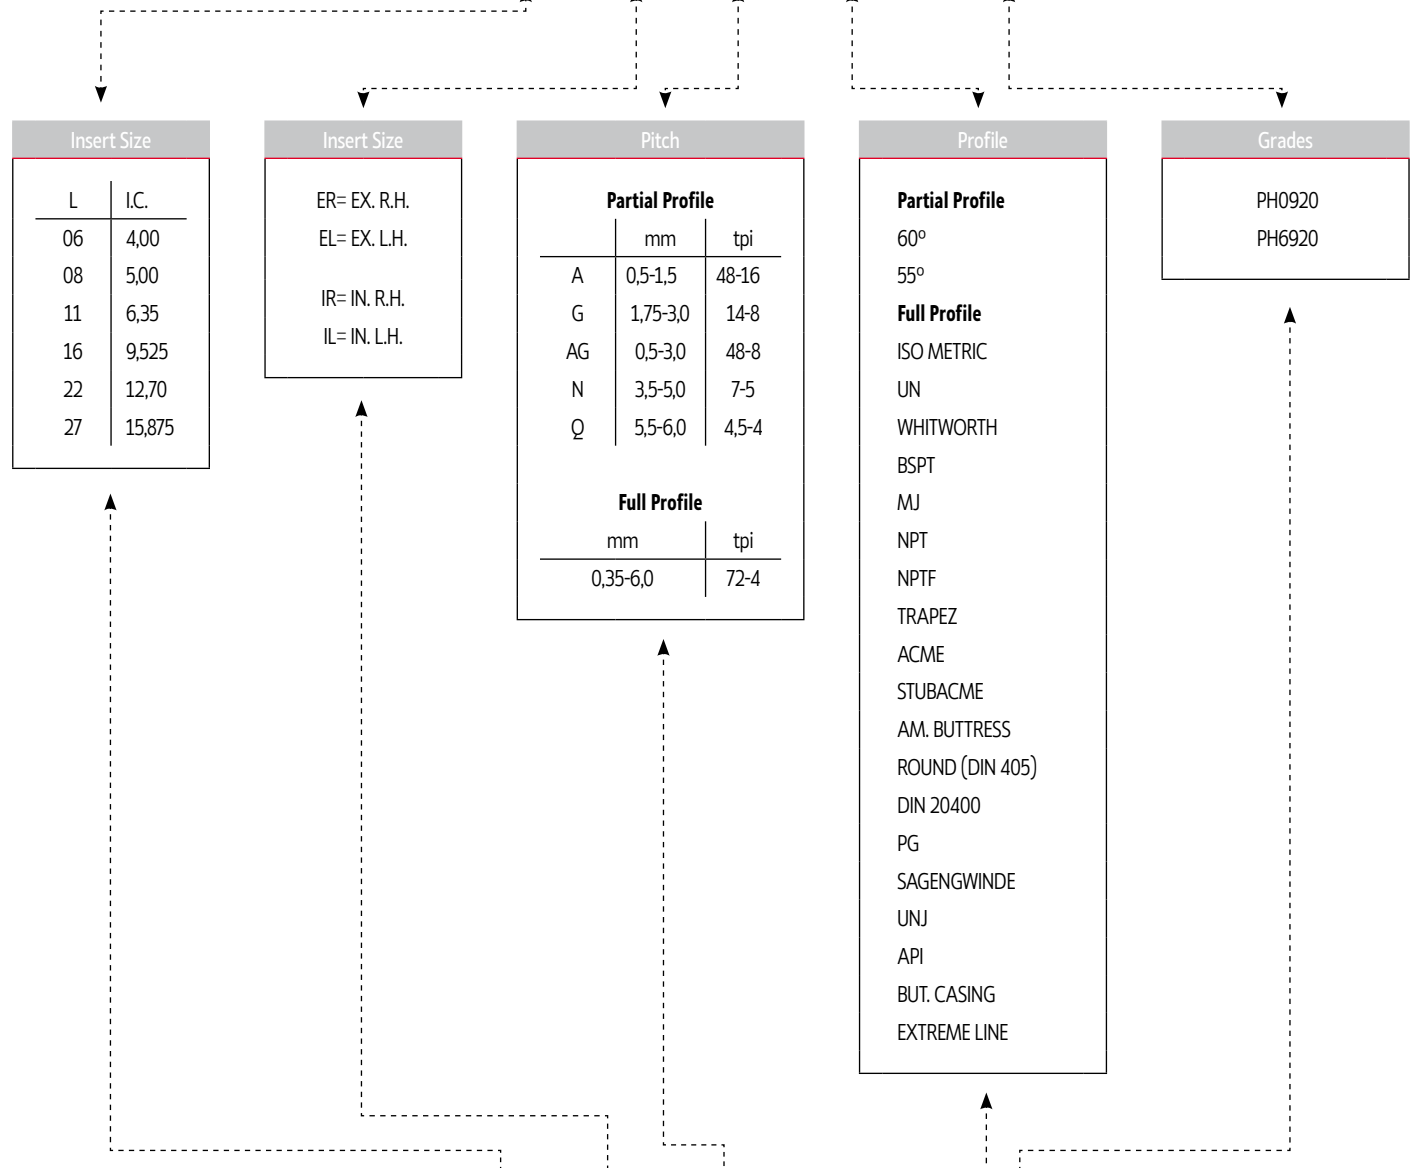 Insert Size
L I.C.
06 4,00
08 5,00
11 6,35
16 9,525
22 12,70
27 15,875
Insert Size
ER= EX. R.H.
EL= EX. L.H.
IR= IN. R.H.
IL= IN. L.H.
Pitch
Partial Profile
mm tpi
A 0,5-1,5 48-16
G 1,75-3,0 14-8
AG 0,5-3,0 48-8
N 3,5-5,0 7-5
Q 5,5-6,0 4,5-4
Full Profile
mm tpi
0,35-6,0 72-4
Profile
Partial Profile
60º
55º
Full Profile
ISO METRIC
UN
WHITWORTH
BSPT
MJ
NPT
NPTF
TRAPEZ
ACME
STUBACME
AM. BUTTRESS
ROUND (DIN 405)
DIN 20400
PG
SAGENGWINDE
UNJ
API
BUT. CASING
EXTREME LINE
Grades
PH0920
PH6920